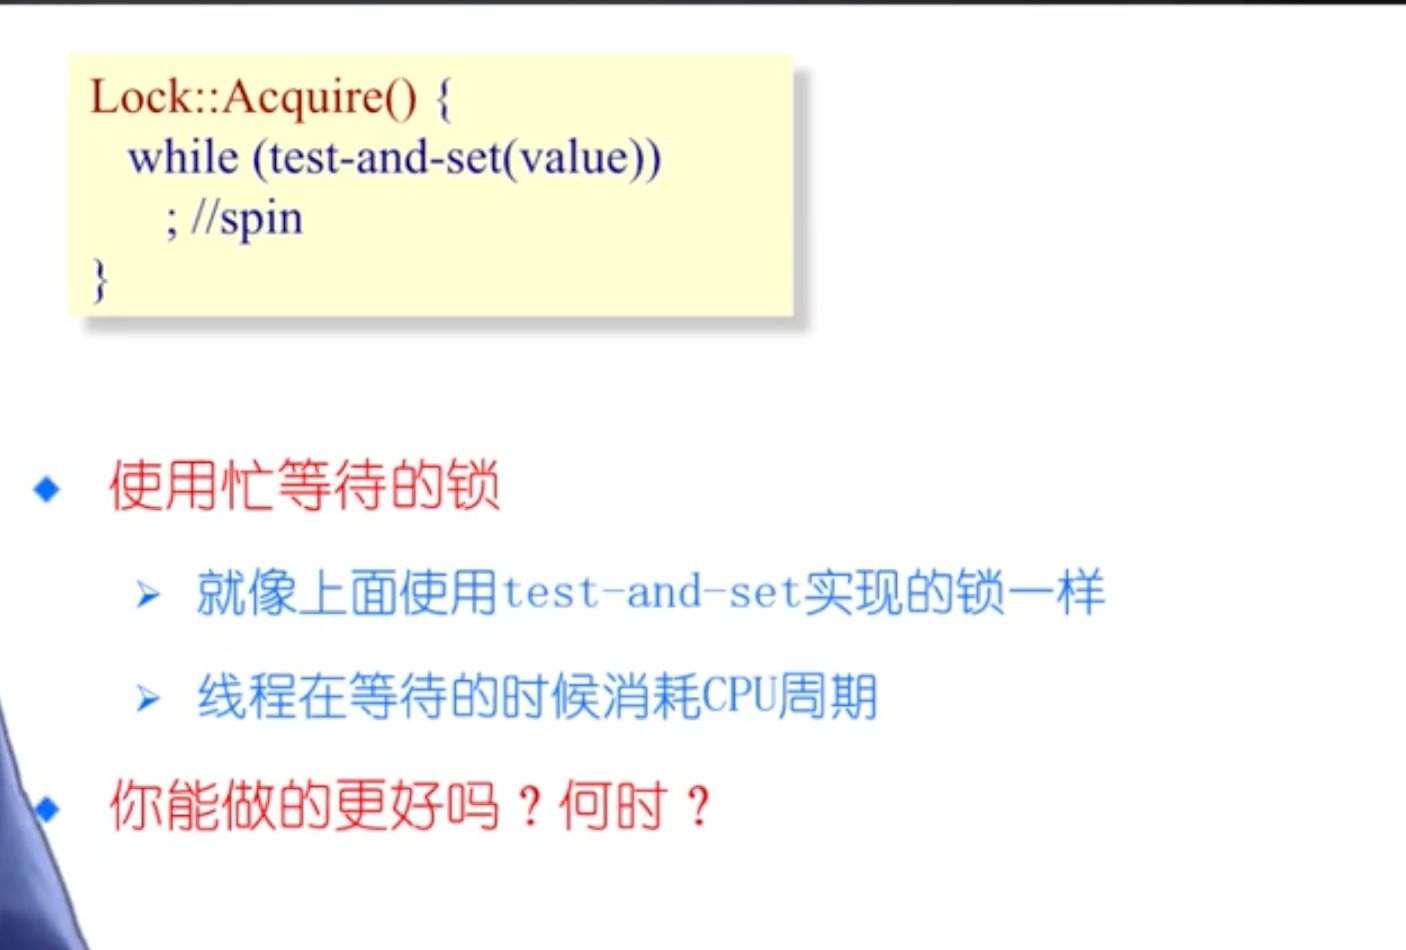 Lock::Acquire() {
while (test-and-set(value))
; //spin
}
使用忙等待的锁
就像上面使用test-and-set实现的锁一样
线程在等待的时候消耗CPU周期
你能做的更好吗？何时？